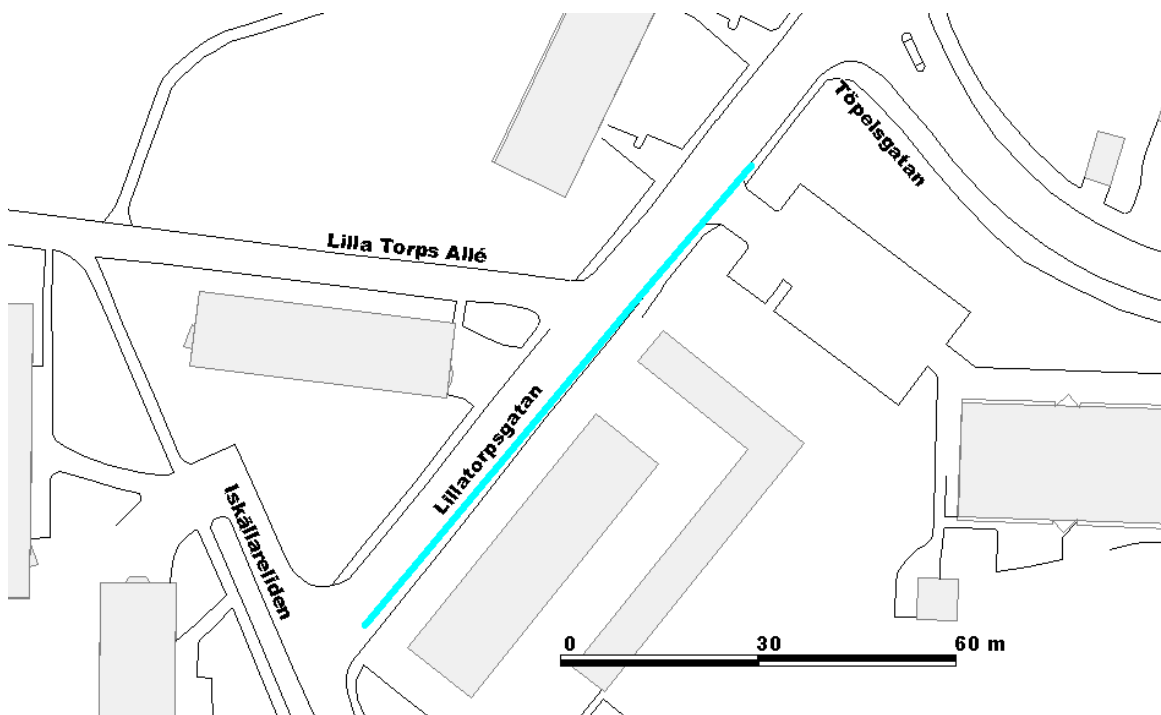 Töpelsgatan
Lilla Torps Allé
Lillatorpsgatan
Iskällareliden
0 30 60 m